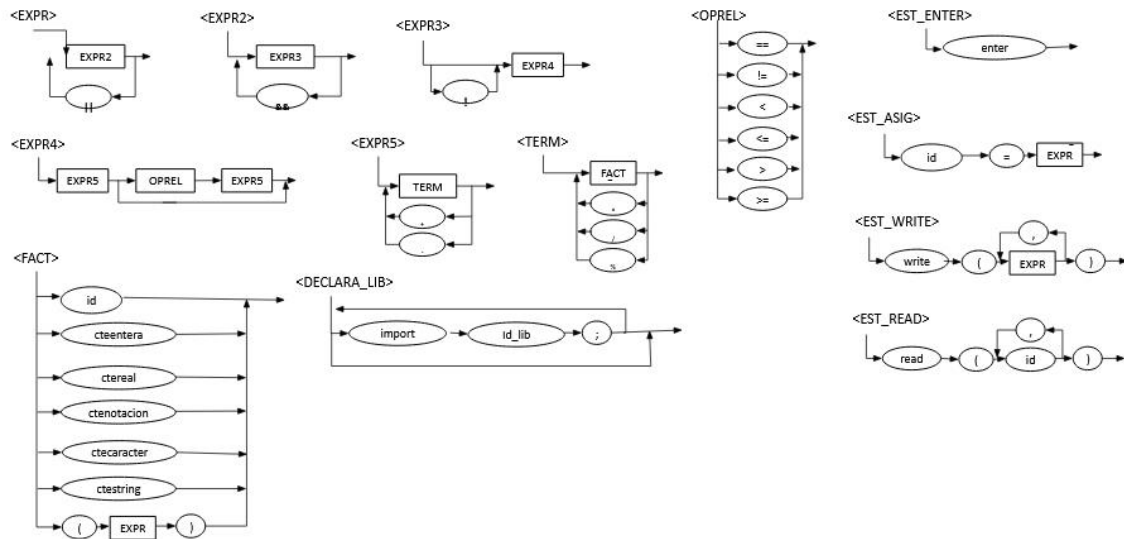 <EXPR>
EXPR2
||
<EXPR2>
EXPR3
&&
<EXPR3>
!
EXPR4
<OPREL>
==
!=
<
<=
>
>=
<EST_ENTER>
enter
<EST_ASIG>
id = EXPR
<EXPR4>
EXPR5 OPREL EXPR5
<EXPR5>
TERM
<TERM>
FACT
/
%
<EST_WRITE>
,
write ( EXPR )
<FACT>
id
cteentera
ctereal
ctenotacion
ctecaracter
ctestring
( EXPR )
<DECLARA_LIB>
import Id_lib ;
<EST_READ>
,
read ( id )